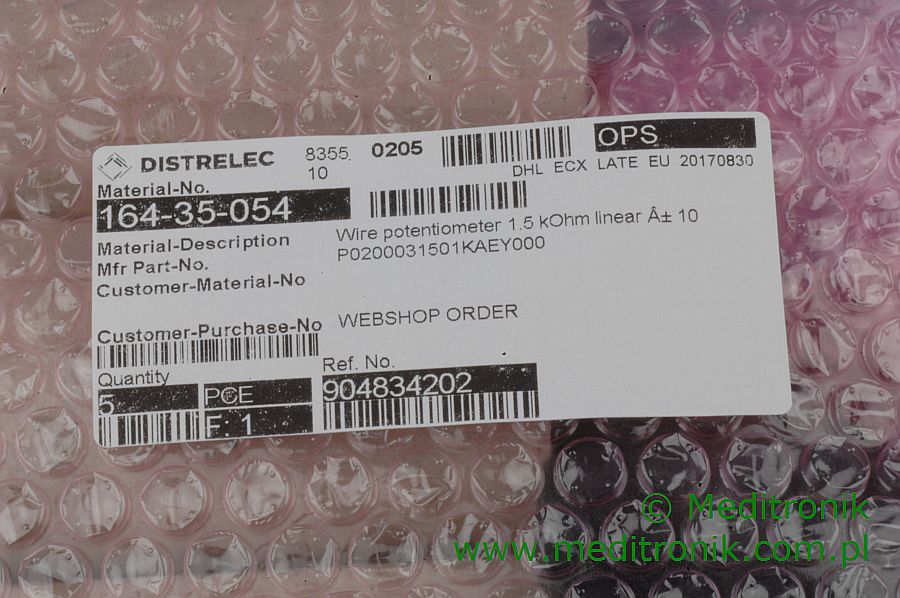 DISTRELEC
8355
10
0205
OPS
DHL ECX LATE EU 20170830
Material-No.
164-35-054
Material-Description
Wire potentiometer 1.5 kOhm linear Â± 10
Mfr Part-No.
P0200031501KAEY000
Customer-Material-No
Customer-Purchase-No
WEBSHOP ORDER
Quantity
5
PCE
F: 1
Ref. No.
904834202
© Meditronik
www.meditronik.com.pl